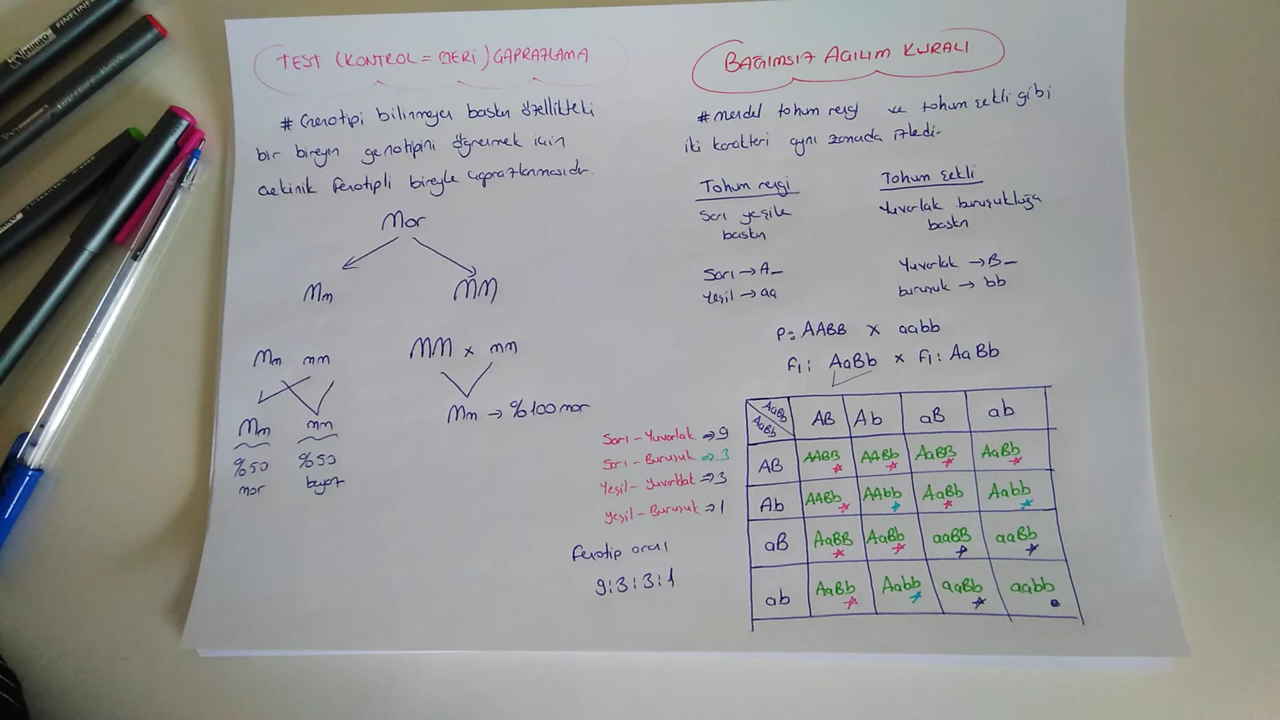 TEST (KONTROL = GERİ) ÇAPRAZLAMA
# Genotipi bilinmeyen baskın özellikteki
bir bireyin genotipini öğrenmek için
çekinik fenotipli bireyle çaprazlanmasıdır.
Mor
Mm MM
Mm mm
Mm mm
%50 %50
mor beyaz
MM x mm
Mm → %100 mor
BAĞIMSIZ AÇILIM KURALI
# mendel tohum rengi ve tohum şekli gibi
iki karakteri aynı zamanda izledi.
Tohum rengi
Sarı yeşile
baskın
Sarı → A_
Yeşil → aa
Tohum şekli
Yuvarlak buruşukluğa
baskın
Yuvarlak → B_
buruşuk → bb
P: AABB x aabb
F1: AaBb x F1: AaBb
Sarı - Yuvarlak → 9
Sarı - Buruşuk → 3
Yeşil - Yuvarlak → 3
Yeşil - Buruşuk → 1
fenotip oranı
9:3:3:1
AaBb AaBb AB Ab aB ab
AB AABB AABb AaBB AaBb
Ab AABb AAbb AaBb Aabb
aB AaBB AaBb aaBB aaBb
ab AaBb Aabb aaBb aabb